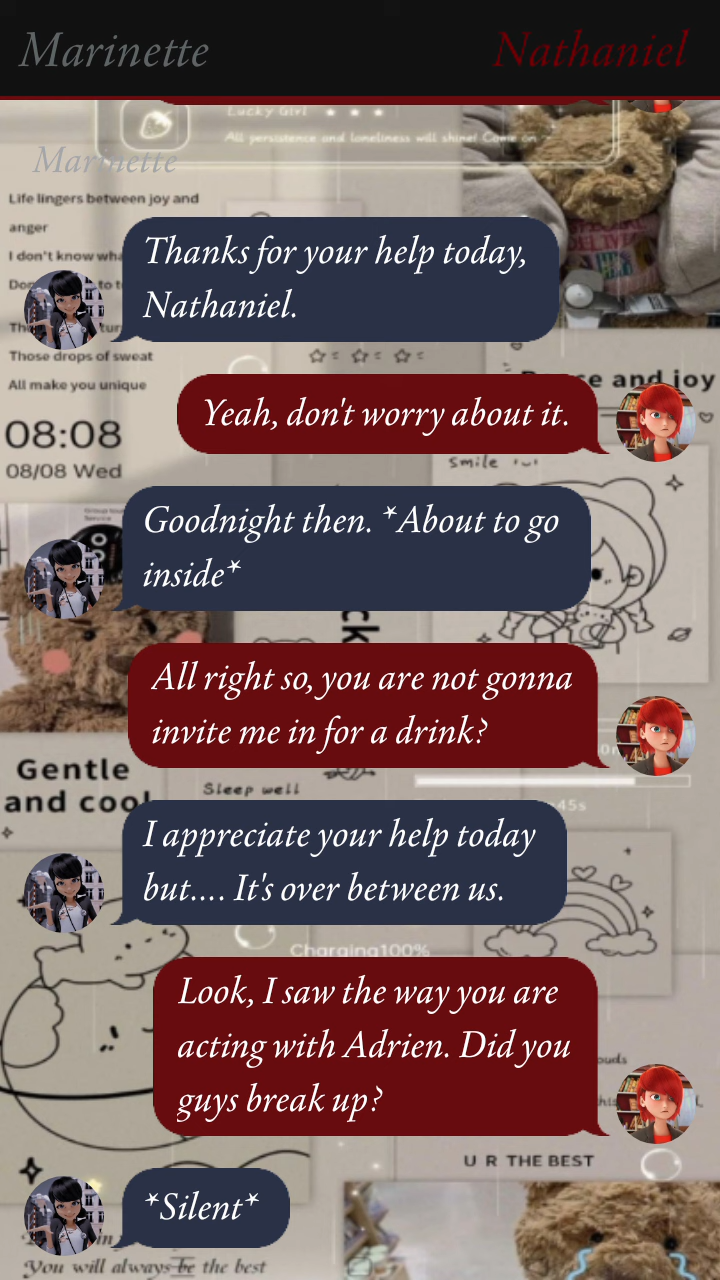 Marinette
Nathaniel
Lucky Girl
All persistence and loneliness will shine! Come on
Marinette
Life lingers between joy and
anger
I don't know
Thanks for your help today,
Nathaniel.
Those drops of sweat
All make you unique
and joy
08:08
08/08 Wed
Yeah, don't worry about it.
Smile
Goodnight then. *About to go
inside*
All right so, you are not gonna
invite me in for a drink?
Gentle
and cool
Sleep well
45s
I appreciate your help today
but.... It's over between us.
Charging100%
Look, I saw the way you are
acting with Adrien. Did you
guys break up?
U R THE BEST
*Silent*
You will always be the best